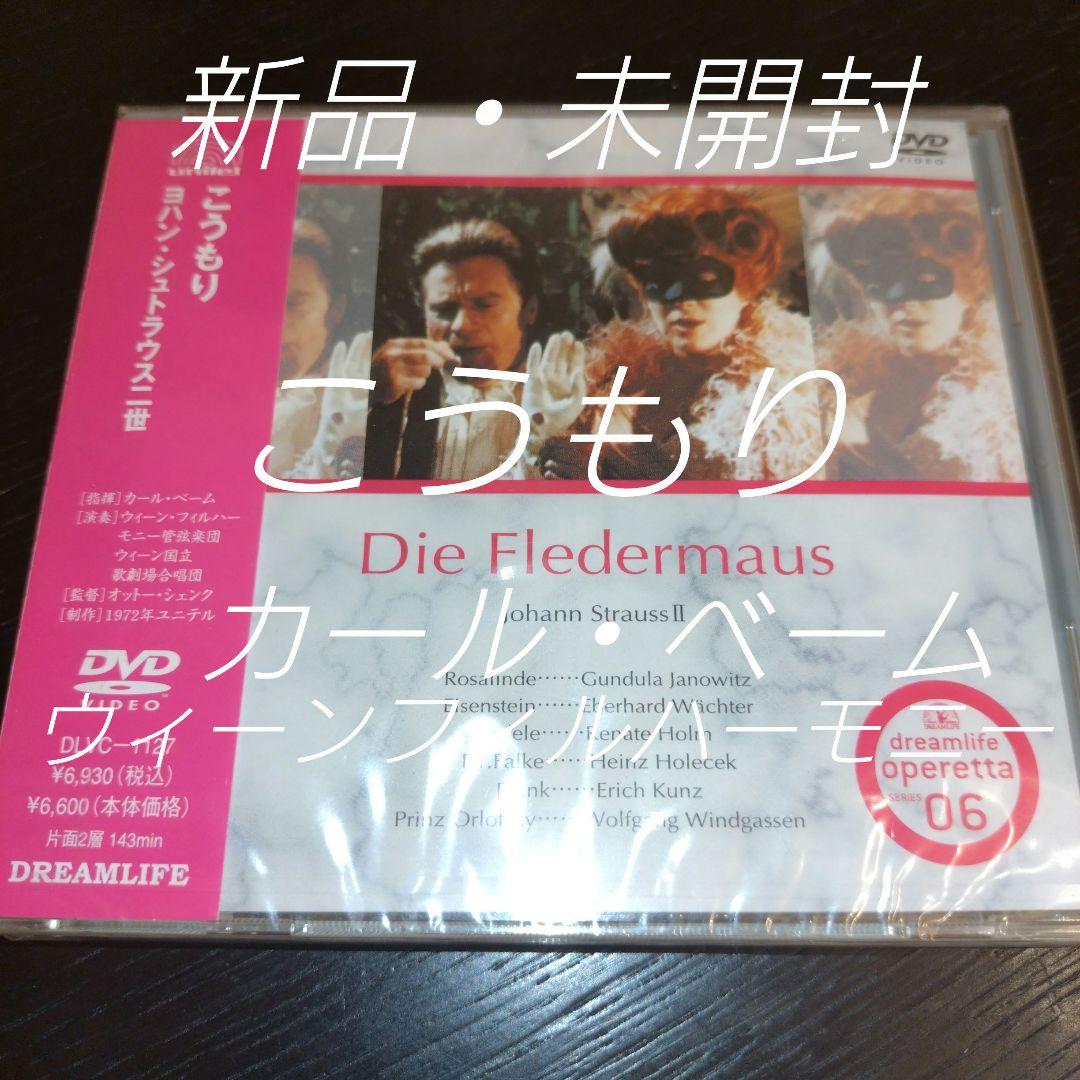 新品・未開封
DVD
VIDEO
こうもり
ヨハン・シュトラウス二世
こうもり
[指揮]カール・ベーム
[演奏]ウィーン・フィルハー
モニー管弦楽団
ウィーン国立
歌劇場合唱団
[監督]オットー・シェンク
[制作]1972年ユニテル
Die Fledermaus
Johann Strauss II
カール・ベーム
Rosalinde……Gundula Janowitz
Eisenstein……Eberhard Wächter
ウィーンフィルハーモニー
……Renate Holm
Falke……Heinz Holecek
……Erich Kunz
Prinz Orlofsky……Wolfgang Windgassen
DVD
VIDEO
DLVC-1127
¥6,930(税込)
¥6,600(本体価格)
片面2層 143min
DREAMLIFE
DREAMLIFE
dreamlife
operetta
SERIES 06